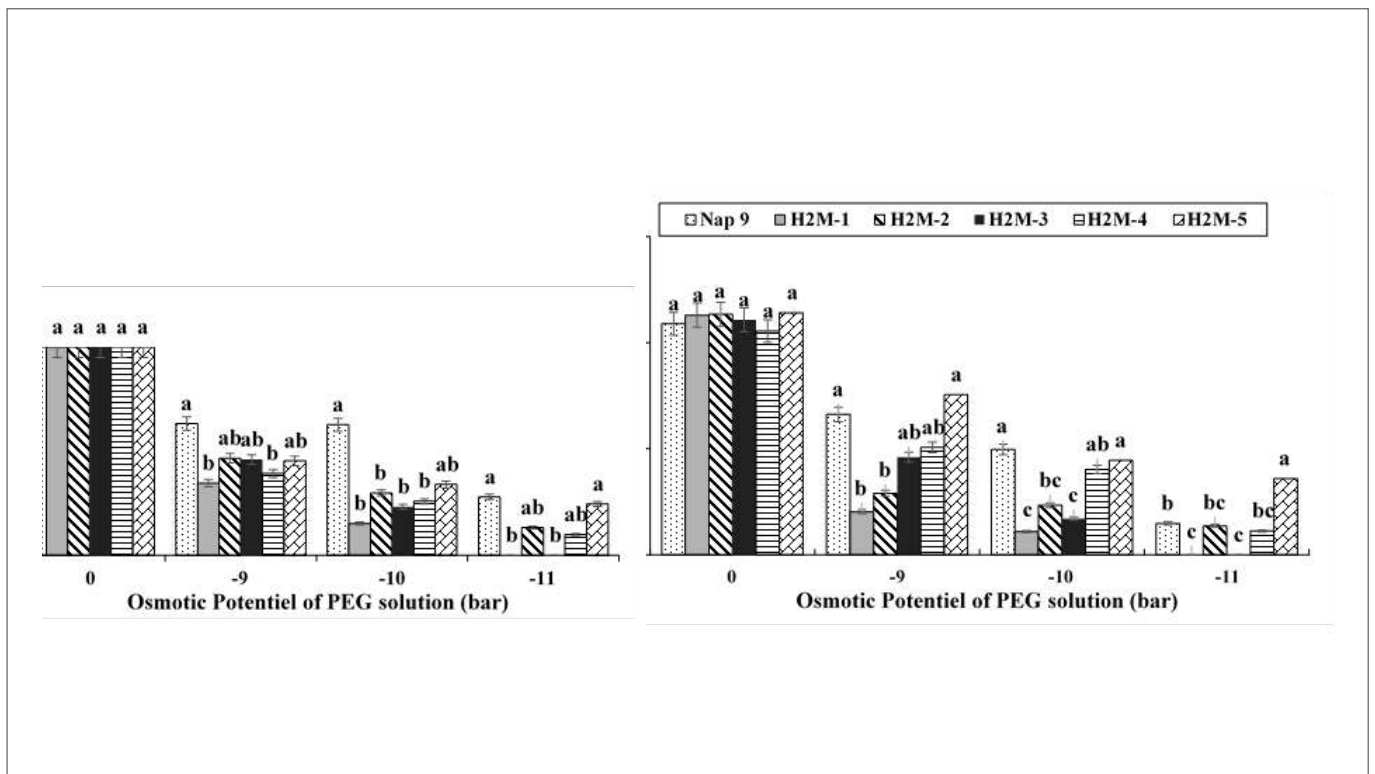 a a a a a
a b ab ab b ab
a b b b b ab
a b ab b ab a
0 -9 -10 -11
Osmotic Potentiel of PEG solution (bar)
Nap 9 H2M-1 H2M-2 H2M-3 H2M-4 H2M-5
a a a a a a
a b b ab ab a
a c bc c ab a
b c bc c bc a
0 -9 -10 -11
Osmotic Potentiel of PEG solution (bar)